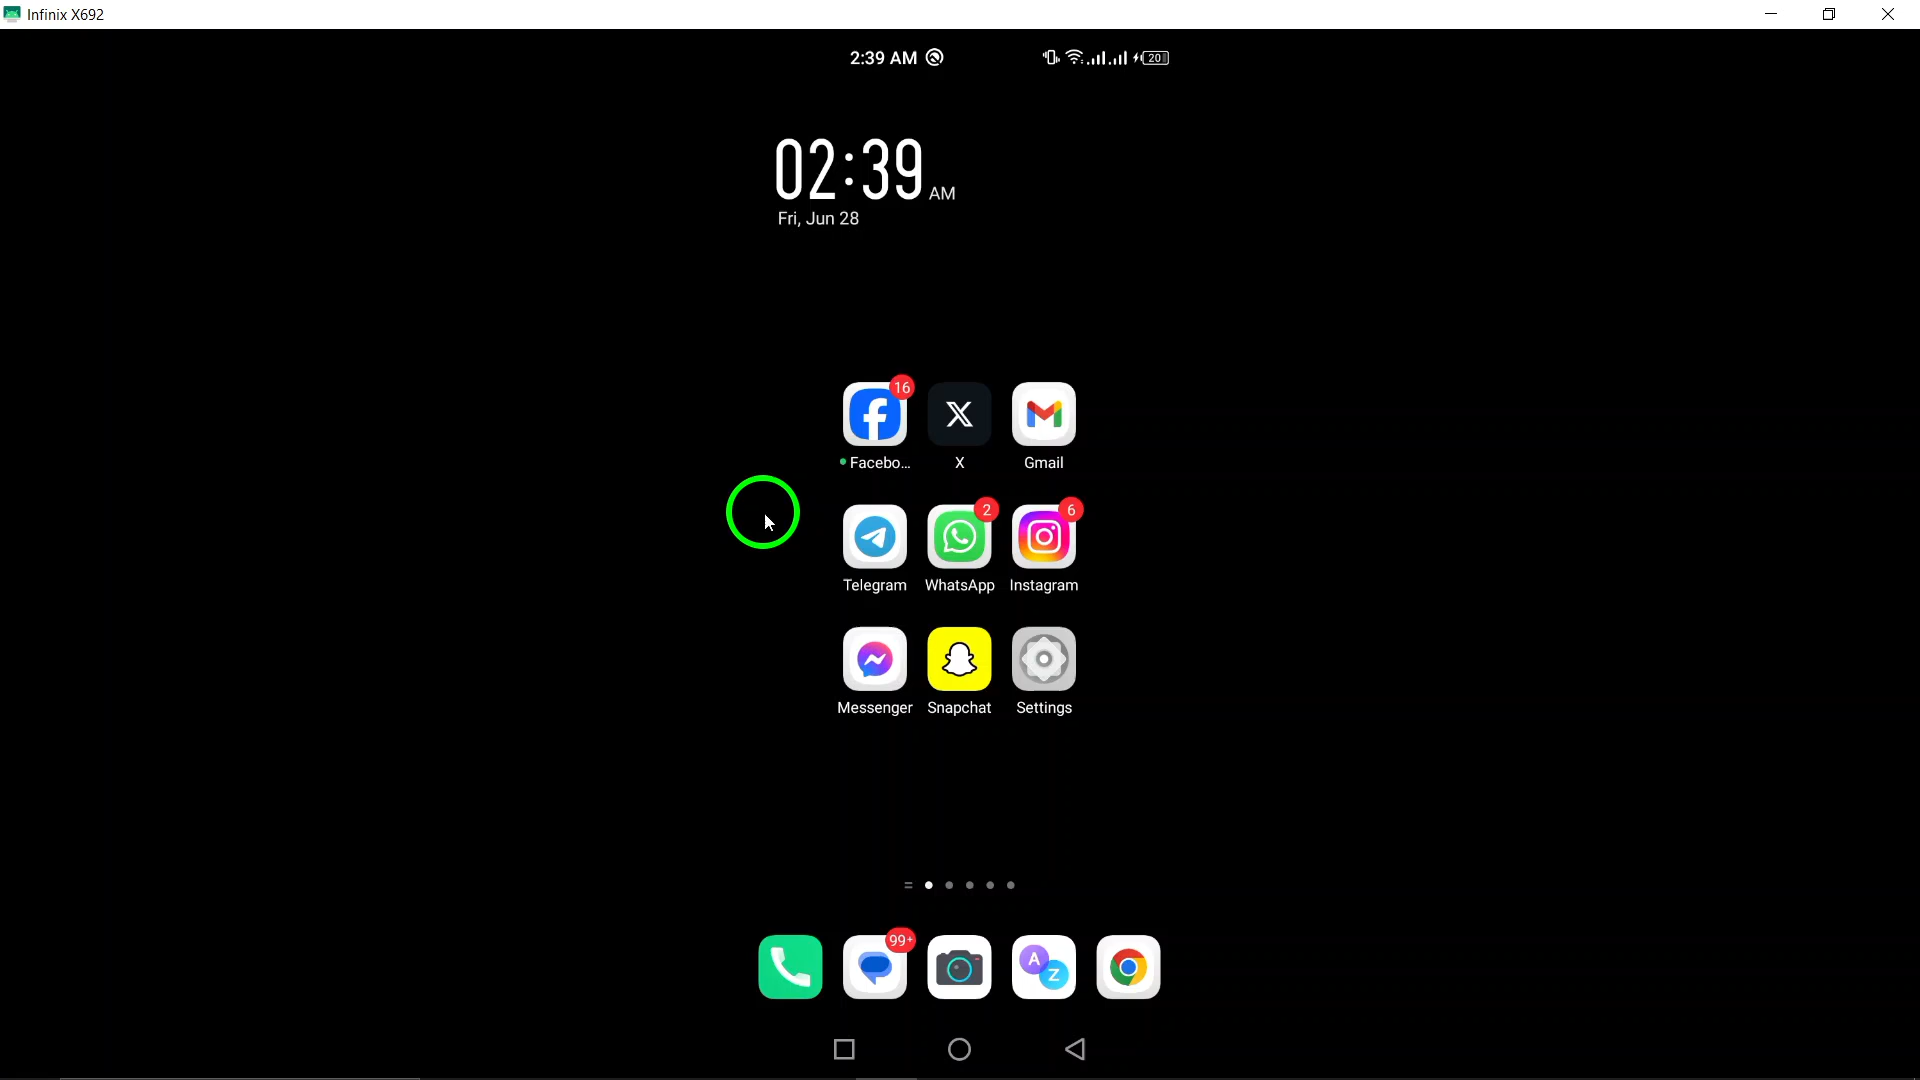 Infinix X692
2:39 AM
20
02:39 AM
Fri, Jun 28
16
Facebo...
X
Gmail
2
6
Telegram
WhatsApp
Instagram
Messenger
Snapchat
Settings
99+
A
Z